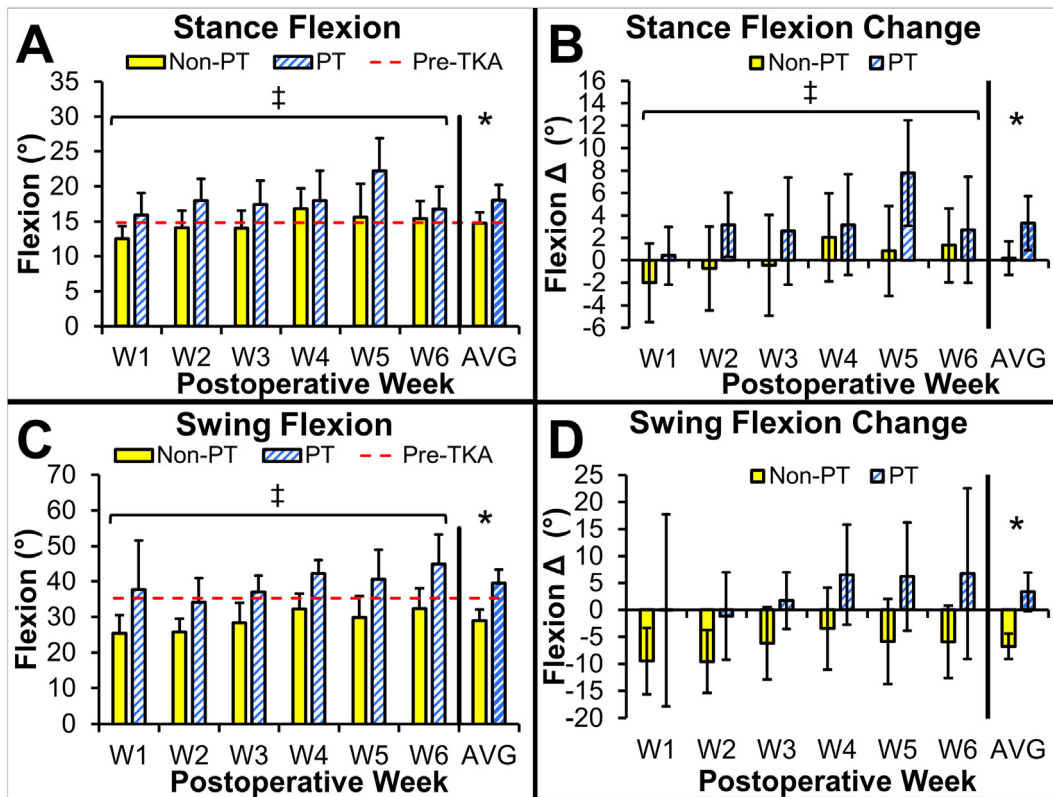 A
Stance Flexion
Non-PT PT Pre-TKA
‡
*
Flexion (°)
40
35
30
25
20
15
10
5
0
W1 W2 W3 W4 W5 W6 AVG
Postoperative Week
B
Stance Flexion Change
Non-PT PT
‡
*
Flexion Δ (°)
16
14
12
10
8
6
4
2
0
-2
-4
-6
W1 W2 W3 W4 W5 W6 AVG
Postoperative Week
C
Swing Flexion
Non-PT PT Pre-TKA
‡
*
Flexion (°)
70
60
50
40
30
20
10
0
W1 W2 W3 W4 W5 W6 AVG
Postoperative Week
D
Swing Flexion Change
Non-PT PT
*
Flexion Δ (°)
25
20
15
10
5
0
-5
-10
-15
-20
W1 W2 W3 W4 W5 W6 AVG
Postoperative Week